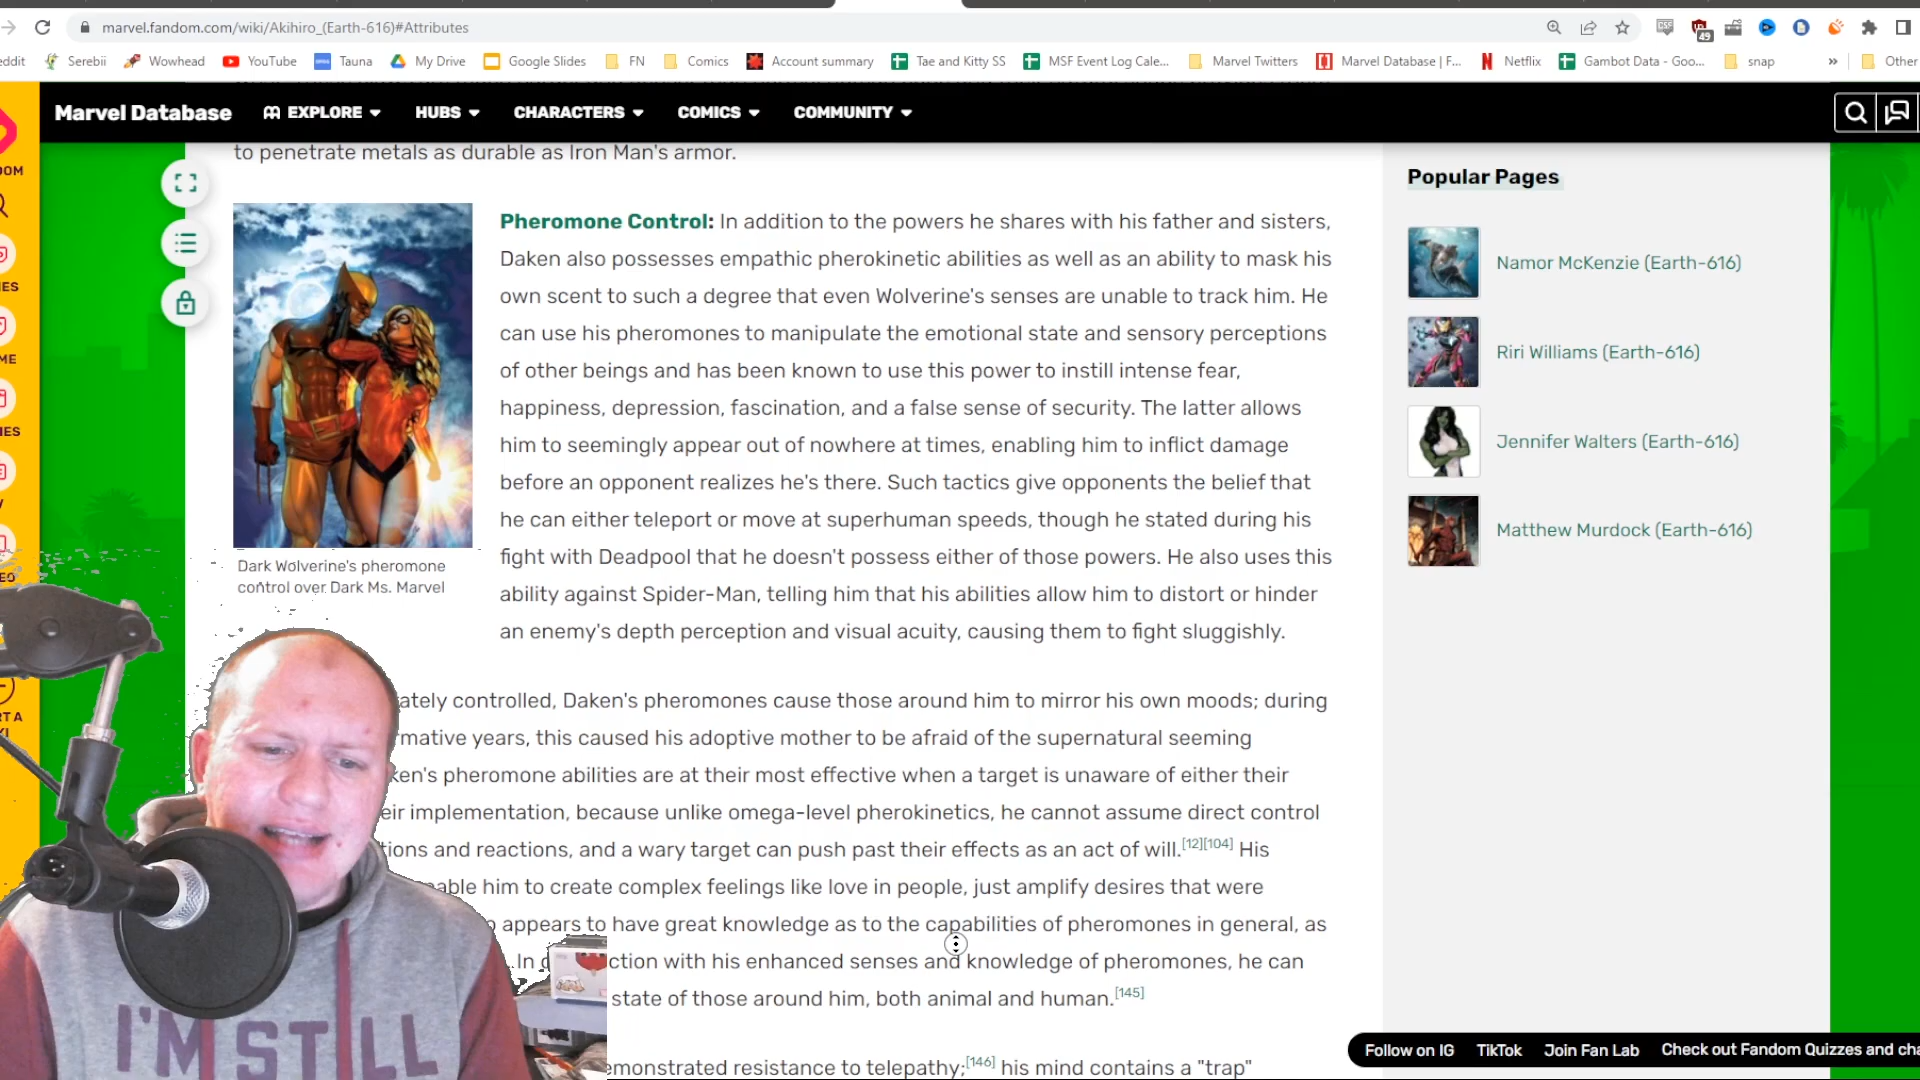 marvel.fandom.com/wiki/Akihiro_(Earth-616)#Attributes
49
eddit Serebii Wowhead YouTube Tauna My Drive Google Slides FN Comics Account summary Tae and Kitty SS MSF Event Log Cale... Marvel Twitters Marvel Database | F... Netflix Gambot Data - Goo... snap » Other
Marvel Database EXPLORE HUBS CHARACTERS COMICS COMMUNITY
to penetrate metals as durable as Iron Man's armor.
Pheromone Control: In addition to the powers he shares with his father and sisters,
Daken also possesses empathic pherokinetic abilities as well as an ability to mask his
own scent to such a degree that even Wolverine's senses are unable to track him. He
can use his pheromones to manipulate the emotional state and sensory perceptions
of other beings and has been known to use this power to instill intense fear,
happiness, depression, fascination, and a false sense of security. The latter allows
him to seemingly appear out of nowhere at times, enabling him to inflict damage
before an opponent realizes he's there. Such tactics give opponents the belief that
he can either teleport or move at superhuman speeds, though he stated during his
fight with Deadpool that he doesn't possess either of those powers. He also uses this
ability against Spider-Man, telling him that his abilities allow him to distort or hinder
an enemy's depth perception and visual acuity, causing them to fight sluggishly.
Dark Wolverine's pheromone
control over Dark Ms. Marvel
ately controlled, Daken's pheromones cause those around him to mirror his own moods; during
mative years, this caused his adoptive mother to be afraid of the supernatural seeming
ken's pheromone abilities are at their most effective when a target is unaware of either their
eir implementation, because unlike omega-level pherokinetics, he cannot assume direct control
tions and reactions, and a wary target can push past their effects as an act of will.[12][104] His
able him to create complex feelings like love in people, just amplify desires that were
appears to have great knowledge as to the capabilities of pheromones in general, as
In ction with his enhanced senses and knowledge of pheromones, he can
state of those around him, both animal and human.[145]
emonstrated resistance to telepathy;[146] his mind contains a "trap"
Popular Pages
Namor McKenzie (Earth-616)
Riri Williams (Earth-616)
Jennifer Walters (Earth-616)
Matthew Murdock (Earth-616)
DOM
IES
ME
IES
V
EO
RT A
KI
I'M STILL
Follow on IG TikTok Join Fan Lab Check out Fandom Quizzes and cha